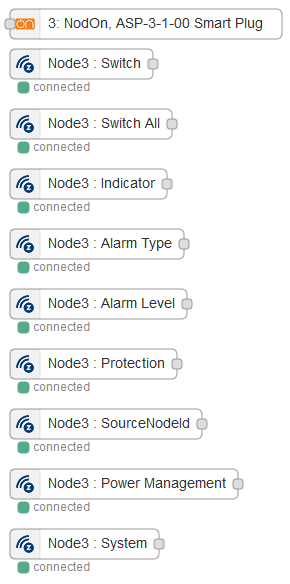 on 3: NodOn, ASP-3-1-00 Smart Plug
Node3 : Switch
connected
Node3 : Switch All
connected
Node3 : Indicator
connected
Node3 : Alarm Type
connected
Node3 : Alarm Level
connected
Node3 : Protection
connected
Node3 : SourceNodeId
connected
Node3 : Power Management
connected
Node3 : System
connected